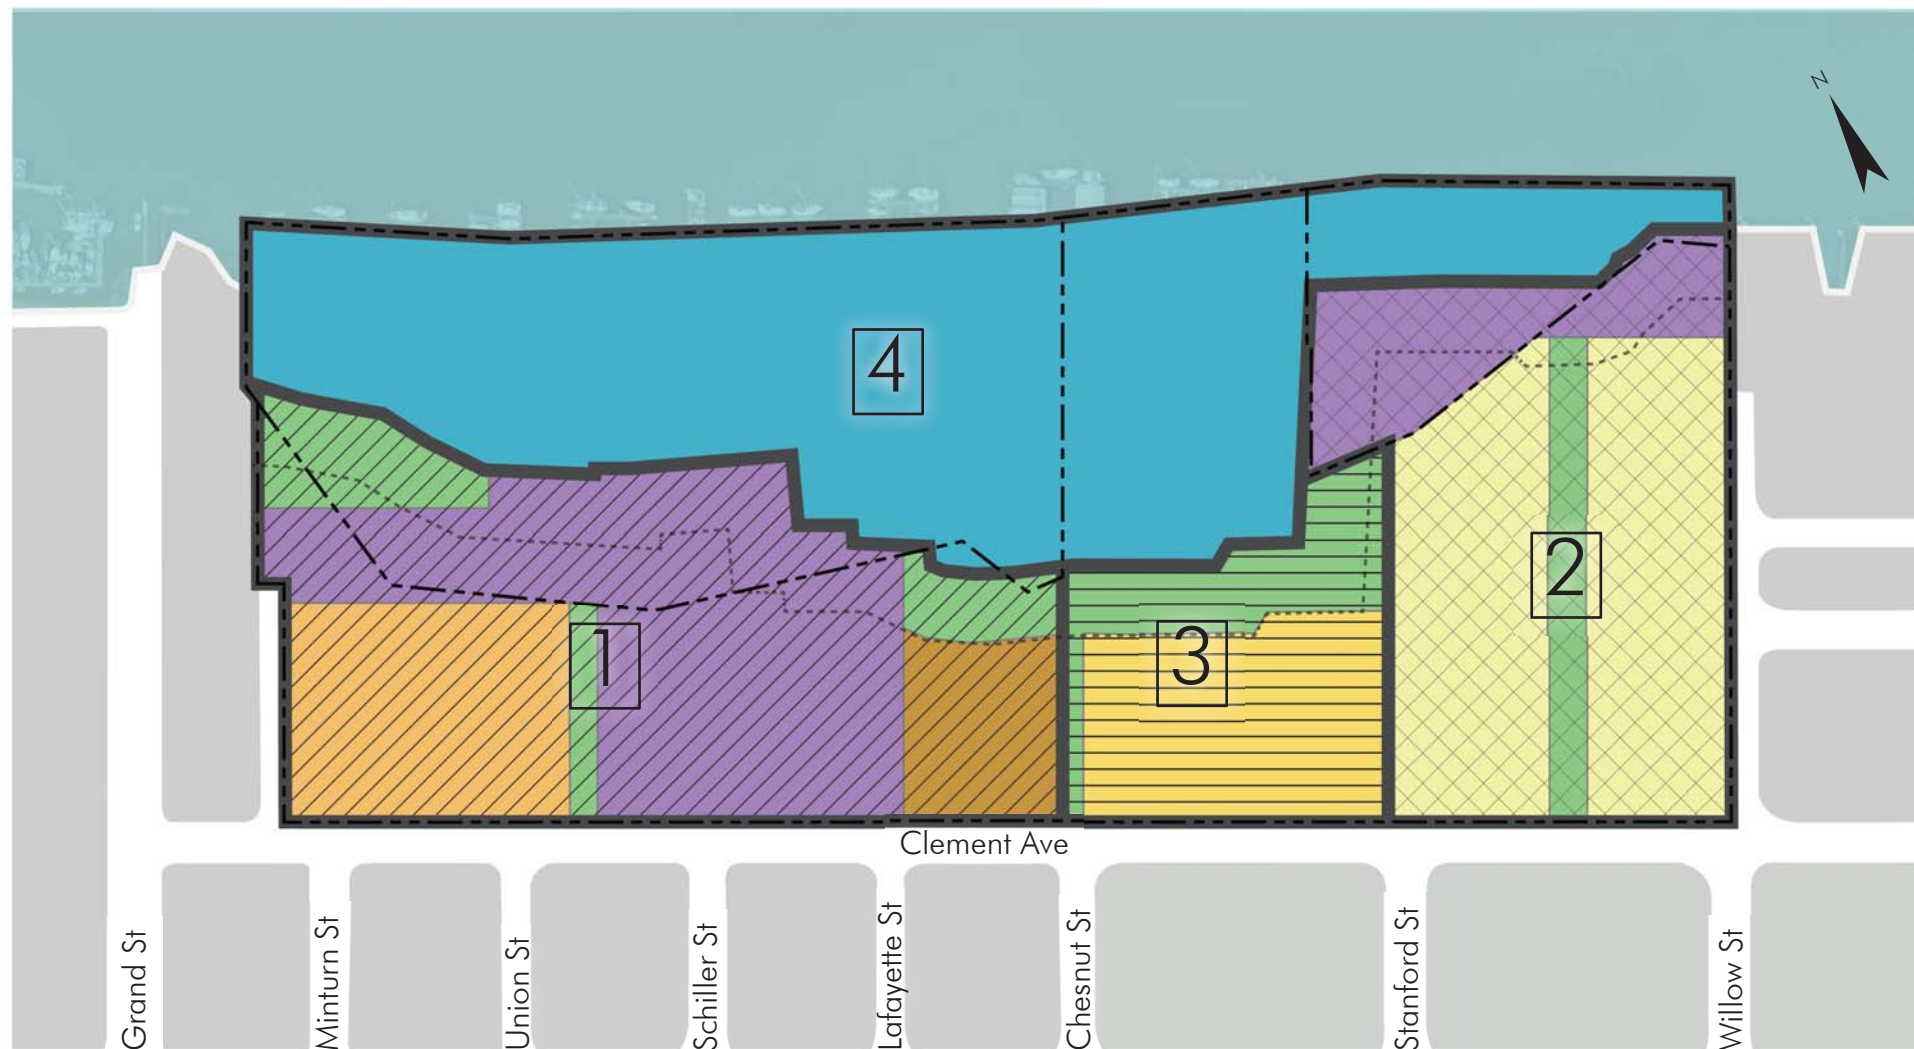 N
4
2
1
3
Clement Ave
Grand St
Minturn St
Union St
Schiller St
Lafayette St
Chesnut St
Stanford St
Willow St